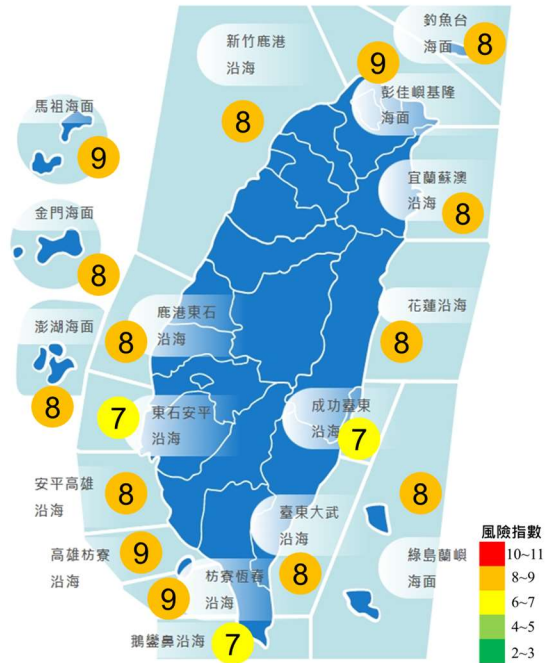 釣魚台
海面
8
新竹鹿港
沿海
8
9
彭佳嶼基隆
海面
馬祖海面
9
宜蘭蘇澳
沿海
8
金門海面
8
花蓮沿海
8
鹿港東石
沿海
8
澎湖海面
8
7
東石安平
沿海
成功臺東
沿海
7
安平高雄
沿海
8
8
臺東大武
沿海
8
高雄枋寮
沿海
9
枋寮恆春
沿海
9
綠島蘭嶼
海面
鵝鑾鼻沿海
7
風險指數
10~11
8~9
6~7
4~5
2~3